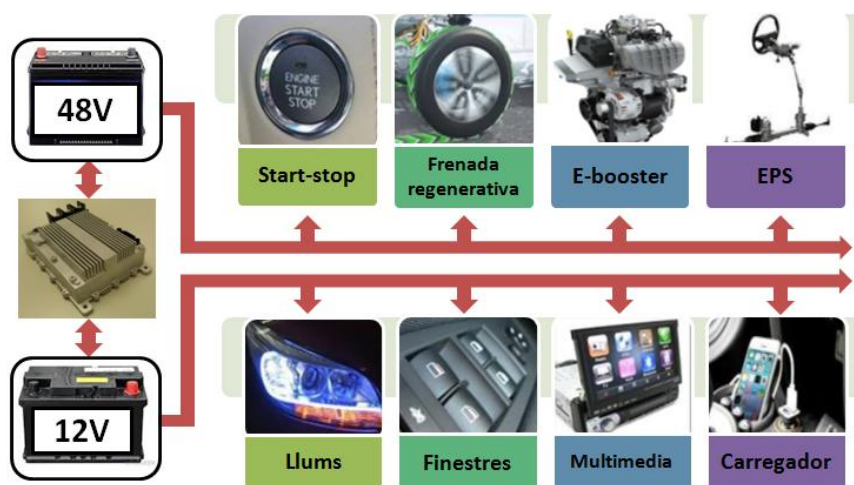 48V
ENGINE
START
STOP
Start-stop
Frenada
regenerativa
E-booster
EPS
12V
Llums
Finestres
Multimedia
Carregador